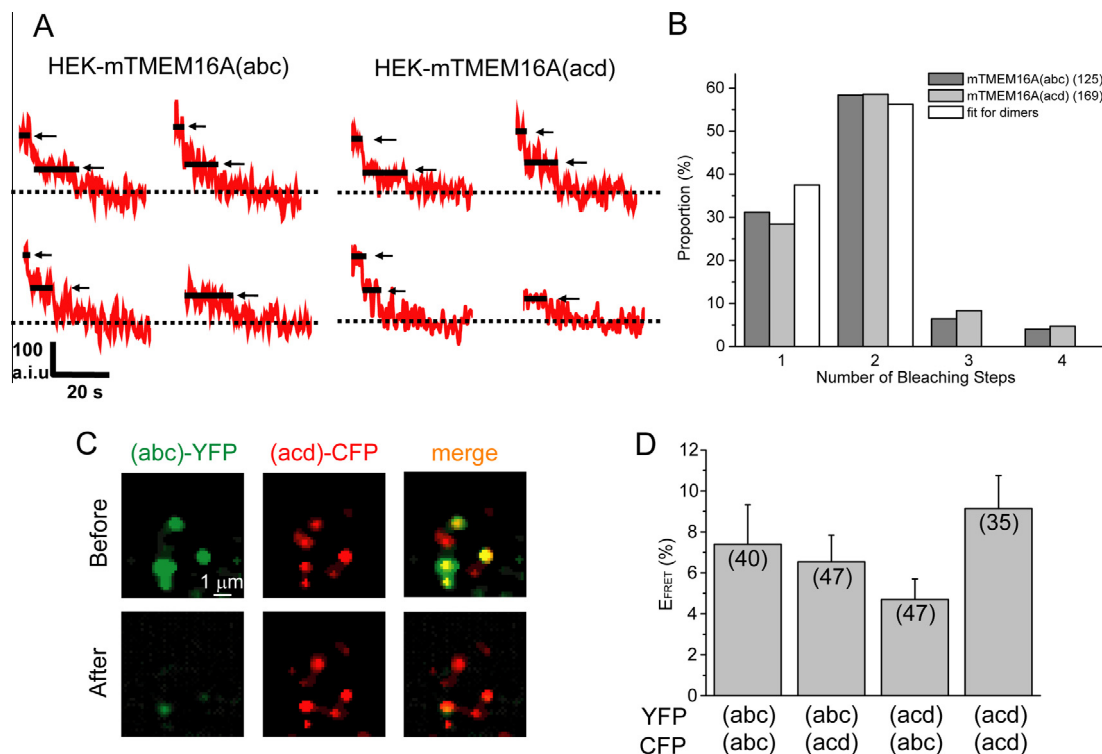 A
HEK-mTMEM16A(abc)
HEK-mTMEM16A(acd)
100
a.i.u
20 s
B
mTMEM16A(abc) (125)
mTMEM16A(acd) (169)
fit for dimers
Proportion (%)
60
50
40
30
20
10
0
1 2 3 4
Number of Bleaching Steps
C
(abc)-YFP (acd)-CFP merge
Before
1 μm
After
D
EFRET (%)
12
10
8
6
4
2
0
(40) (47) (47) (35)
YFP (abc) (abc) (acd) (acd)
CFP (abc) (acd) (abc) (acd)